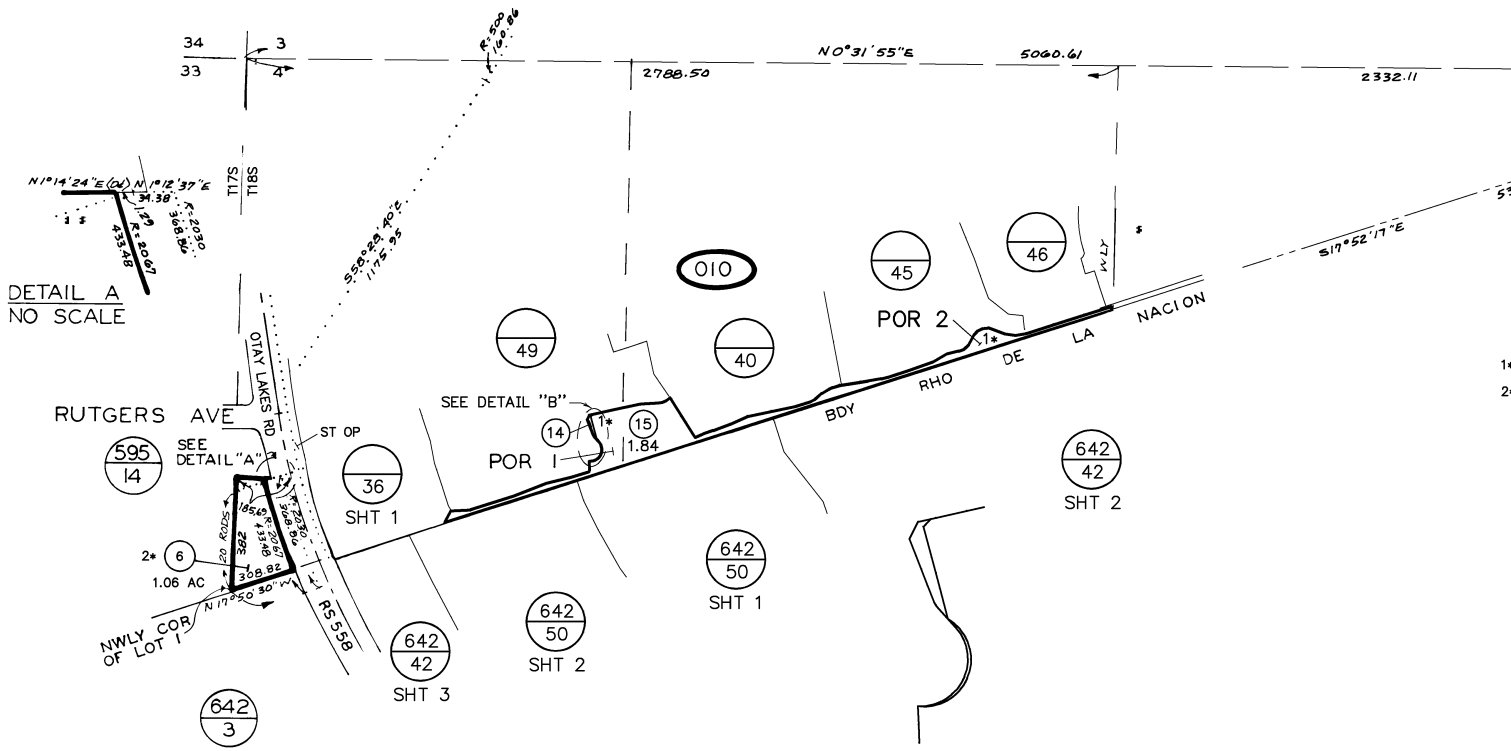 34
3
33
4
R=500
160.86
N0°31'55"E
5060.61
2788.50
2332.11
T17S
T18S
N1°14'24"E
N1°12'37"E
34.38
1.29
R=2030
368.86
R=2067
433.48
DETAIL A
NO SCALE
S58°28'40"E
1175.95
S17°52'17"E
53
WLY
010
45
46
49
40
POR 2
1*
BDY
RHO
DE
LA
NACION
1*
2*
OTAY LAKES RD
RUTGERS AVE
SEE
DETAIL "A"
595
14
ST OP
SEE DETAIL "B"
14
1*
15
1.84
POR 1
36
SHT 1
20 RODS
382
185.69
R=2067
433.48
R=2030
368.86
308.82
2*
6
1.06 AC
N17°50'30"W
NWLY COR
OF LOT 1
RS 558
642
42
SHT 2
642
50
SHT 1
642
50
SHT 2
642
42
SHT 3
642
3